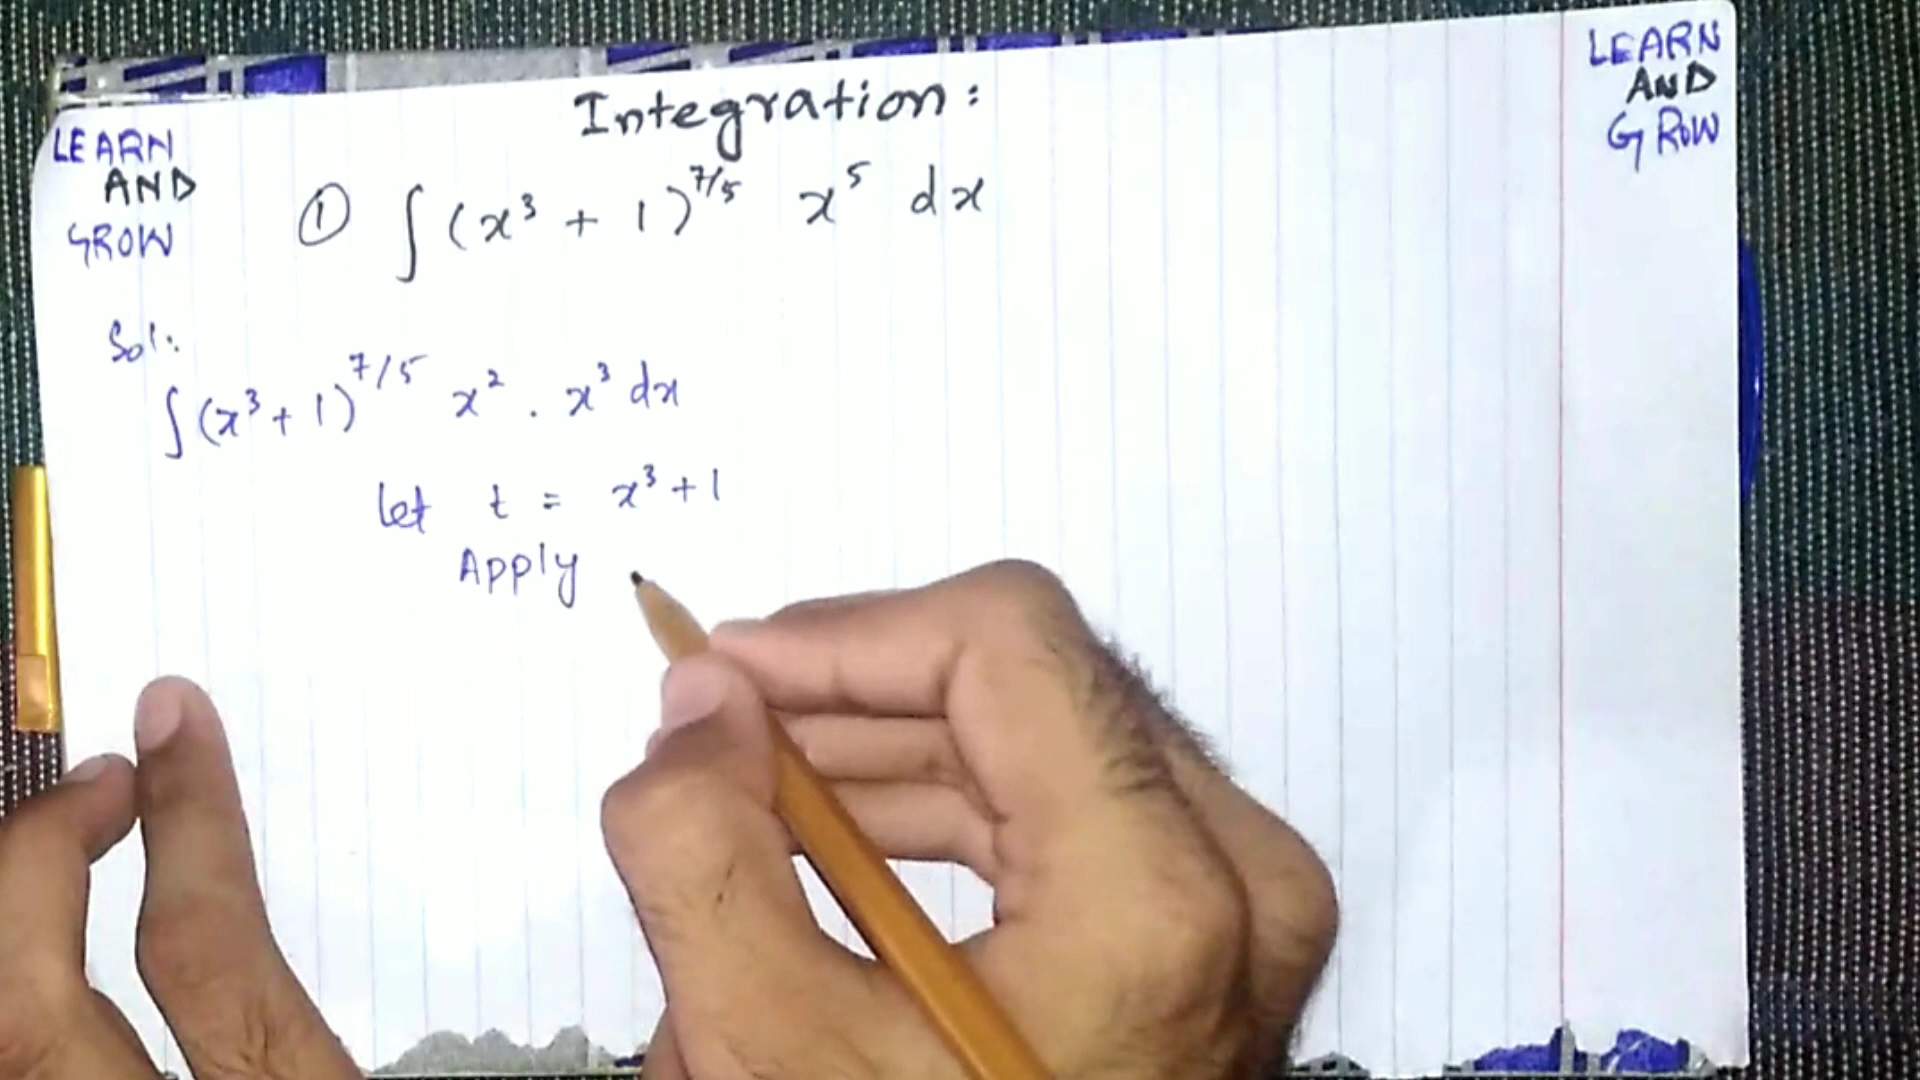 Integration:
LEARN
AND
GROW
LEARN
AND
GROW
① ∫ (x³ + 1)^7/5 x⁵ dx
Sol:
∫(x³+1)^7/5 x² . x³ dx
let t = x³+1
Apply